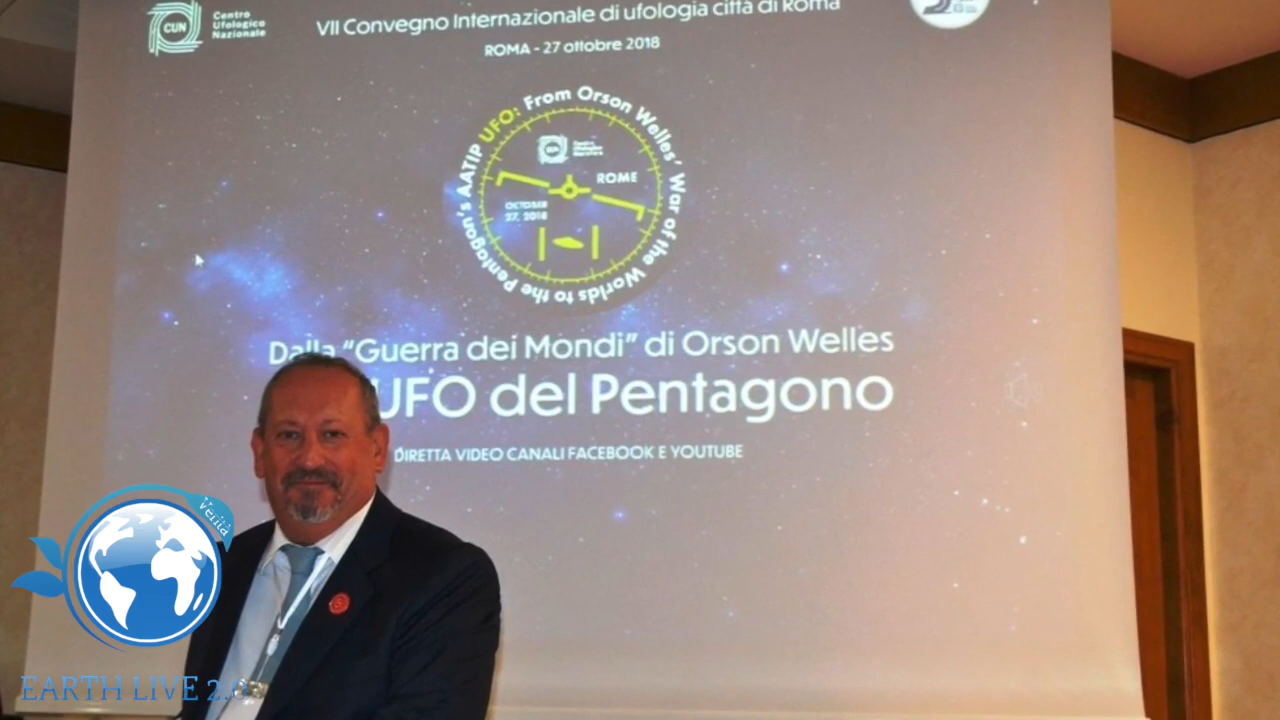 CUN
Centro
Ufologico
Nazionale
VII Convegno Internazionale di ufologia città di Roma
ROMA - 27 ottobre 2018
UFO: From Orson Welles' War of the Worlds to the Pentagon's AATIP
ROME
OCTOBER
27, 2018
Dalla "Guerra dei Mondi" di Orson Welles
UFO del Pentagono
DIRETTA VIDEO CANALI FACEBOOK E YOUTUBE
Verità
EARTH LIVE 2.0